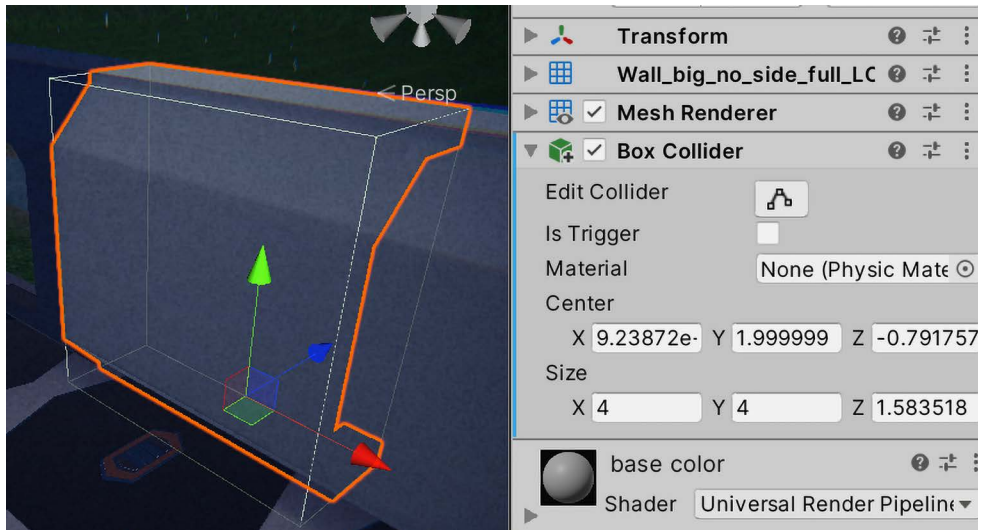 Persp
Transform
Wall_big_no_side_full_LC
Mesh Renderer
Box Collider
Edit Collider
Is Trigger
Material None (Physic Mate
Center
X 9.23872e- Y 1.999999 Z -0.791757
Size
X 4 Y 4 Z 1.583518
base color
Shader Universal Render Pipeline